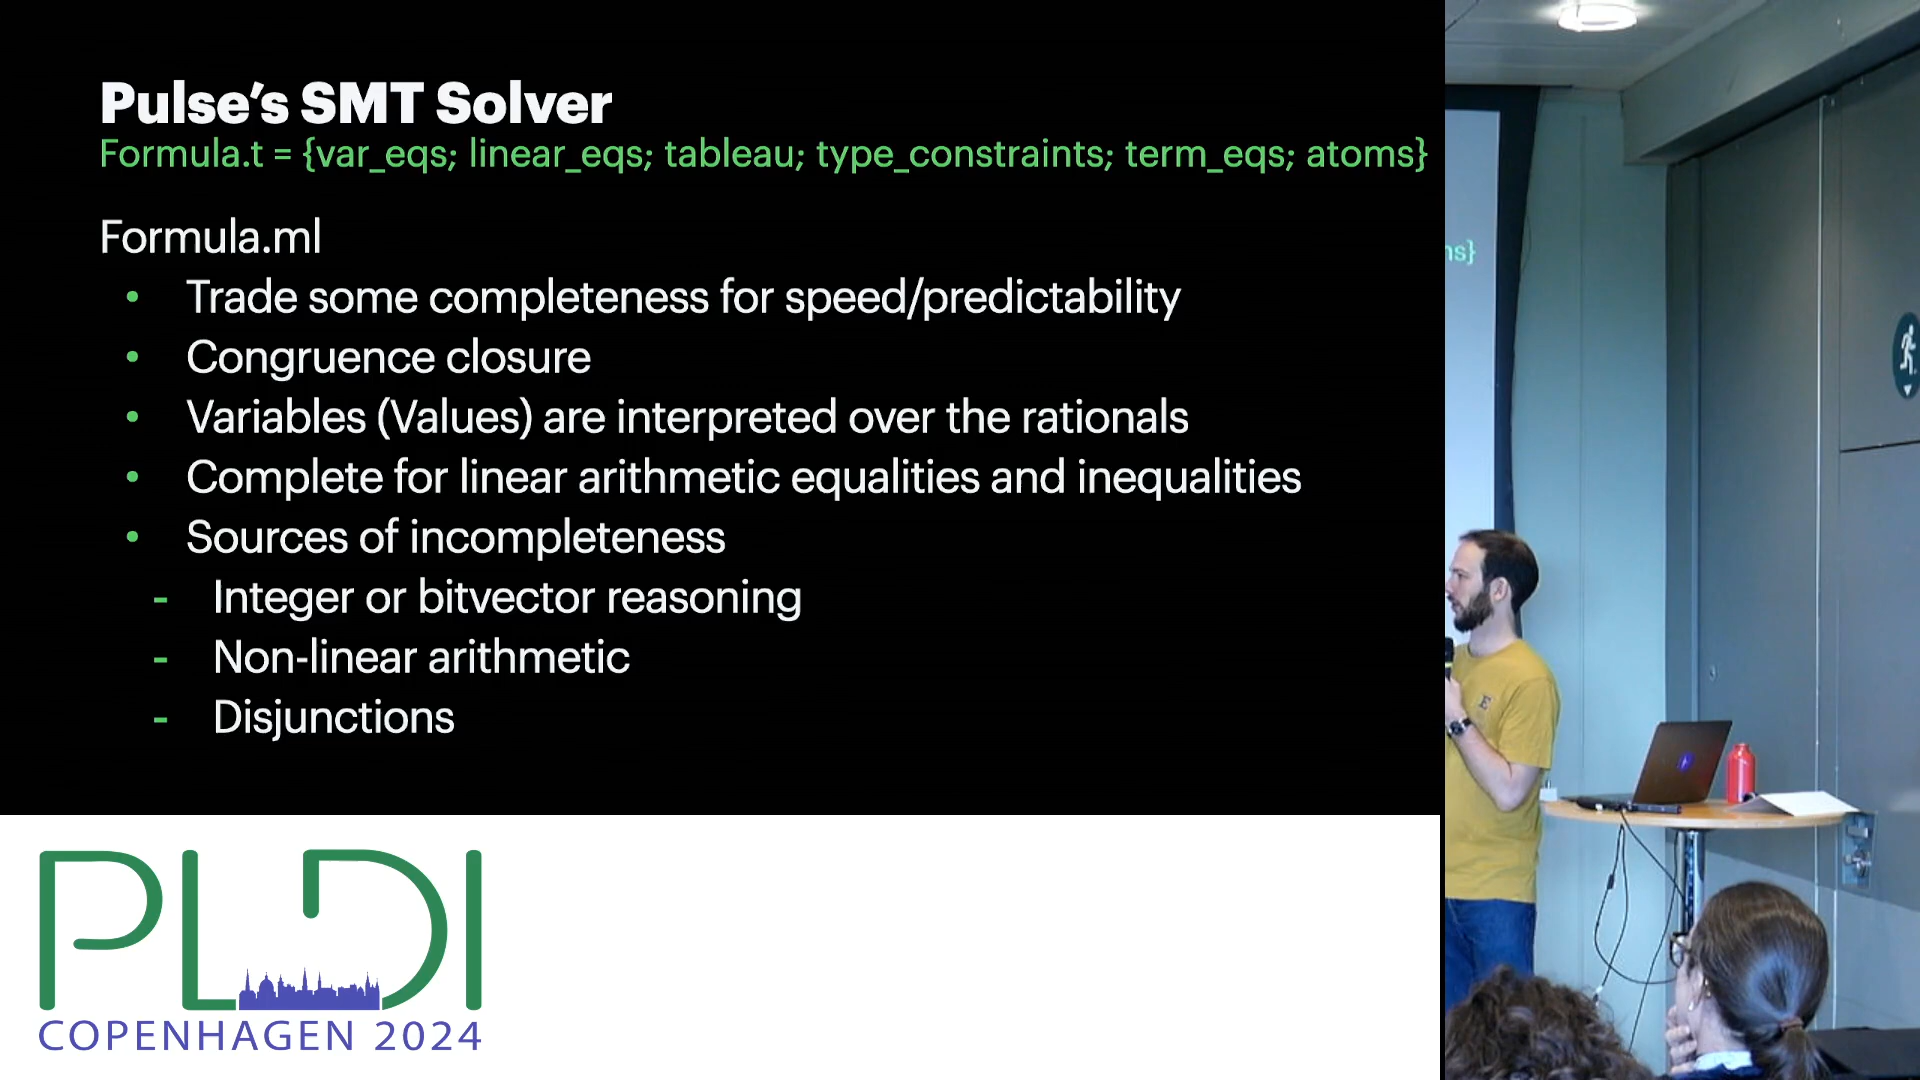 Pulse’s SMT Solver
Formula.t = {var_eqs; linear_eqs; tableau; type_constraints; term_eqs; atoms}
Formula.ml
• Trade some completeness for speed/predictability
• Congruence closure
• Variables (Values) are interpreted over the rationals
• Complete for linear arithmetic equalities and inequalities
• Sources of incompleteness
- Integer or bitvector reasoning
- Non-linear arithmetic
- Disjunctions
ns}
E
PLDI
COPENHAGEN 2024